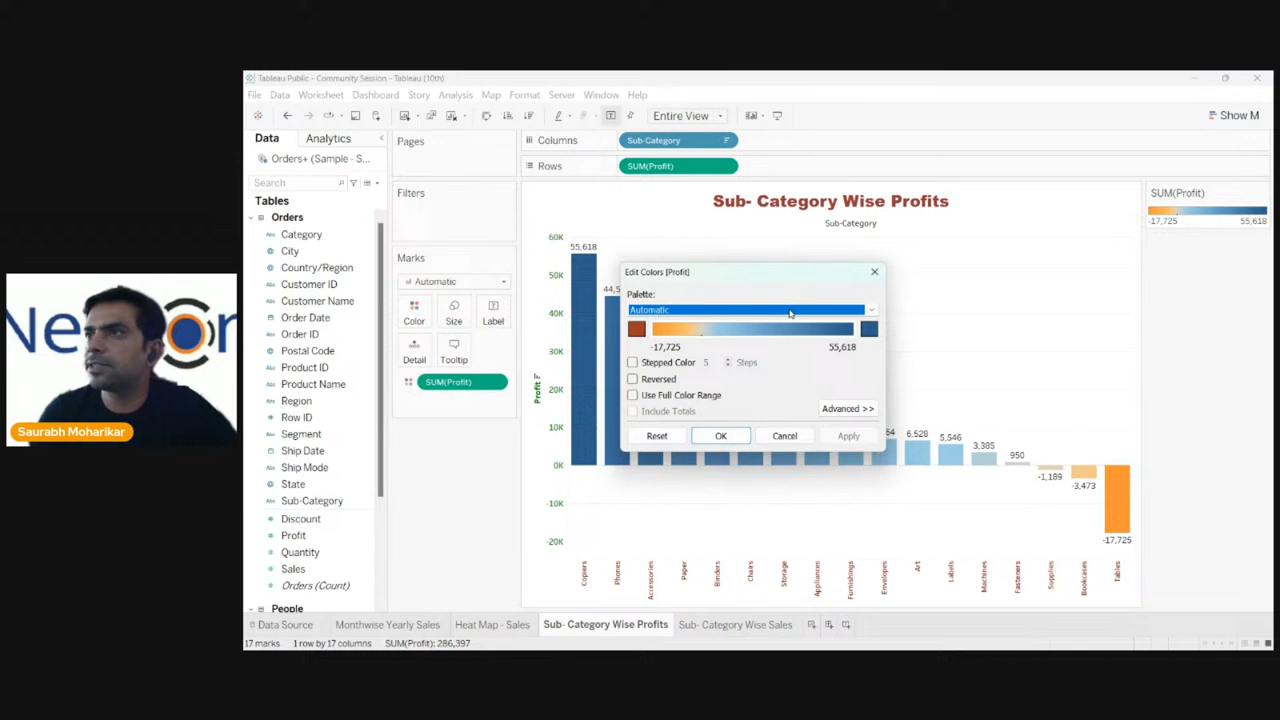 Tableau Public - Community Session - Tableau (10th)
File Data Worksheet Dashboard Story Analysis Map Format Server Window Help
Entire View
Show M
Data Analytics
Pages
Columns
Sub-Category
Orders+ (Sample - S...
Rows
SUM(Profit)
Search
Filters
Tables
Orders
Category
City
Country/Region
Customer ID
Customer Name
Order Date
Order ID
Postal Code
Product ID
Product Name
Region
Row ID
Segment
Ship Date
Ship Mode
State
Sub-Category
Discount
Profit
Quantity
Sales
Orders (Count)
People
Marks
Automatic
Color Size Label
Detail Tooltip
SUM(Profit)
Sub- Category Wise Profits
Sub-Category
60K
50K
40K
30K
20K
10K
0K
-10K
-20K
Profit
55,618
6,528
5,546
3,385
950
-1,189
-3,473
-17,725
Copiers
Phones
Accessories
Paper
Binders
Chairs
Storage
Appliances
Furnishings
Envelopes
Art
Labels
Machines
Fasteners
Supplies
Bookcases
Tables
Edit Colors [Profit]
Palette:
Automatic
-17,725 55,618
Stepped Color 5 Steps
Reversed
Use Full Color Range
Include Totals
Advanced >>
Reset OK Cancel Apply
SUM(Profit)
-17,725 55,618
Saurabh Moharikar
Data Source Monthwise Yearly Sales Heat Map - Sales Sub- Category Wise Profits Sub- Category Wise Sales
17 marks 1 row by 17 columns SUM(Profit): 286,397